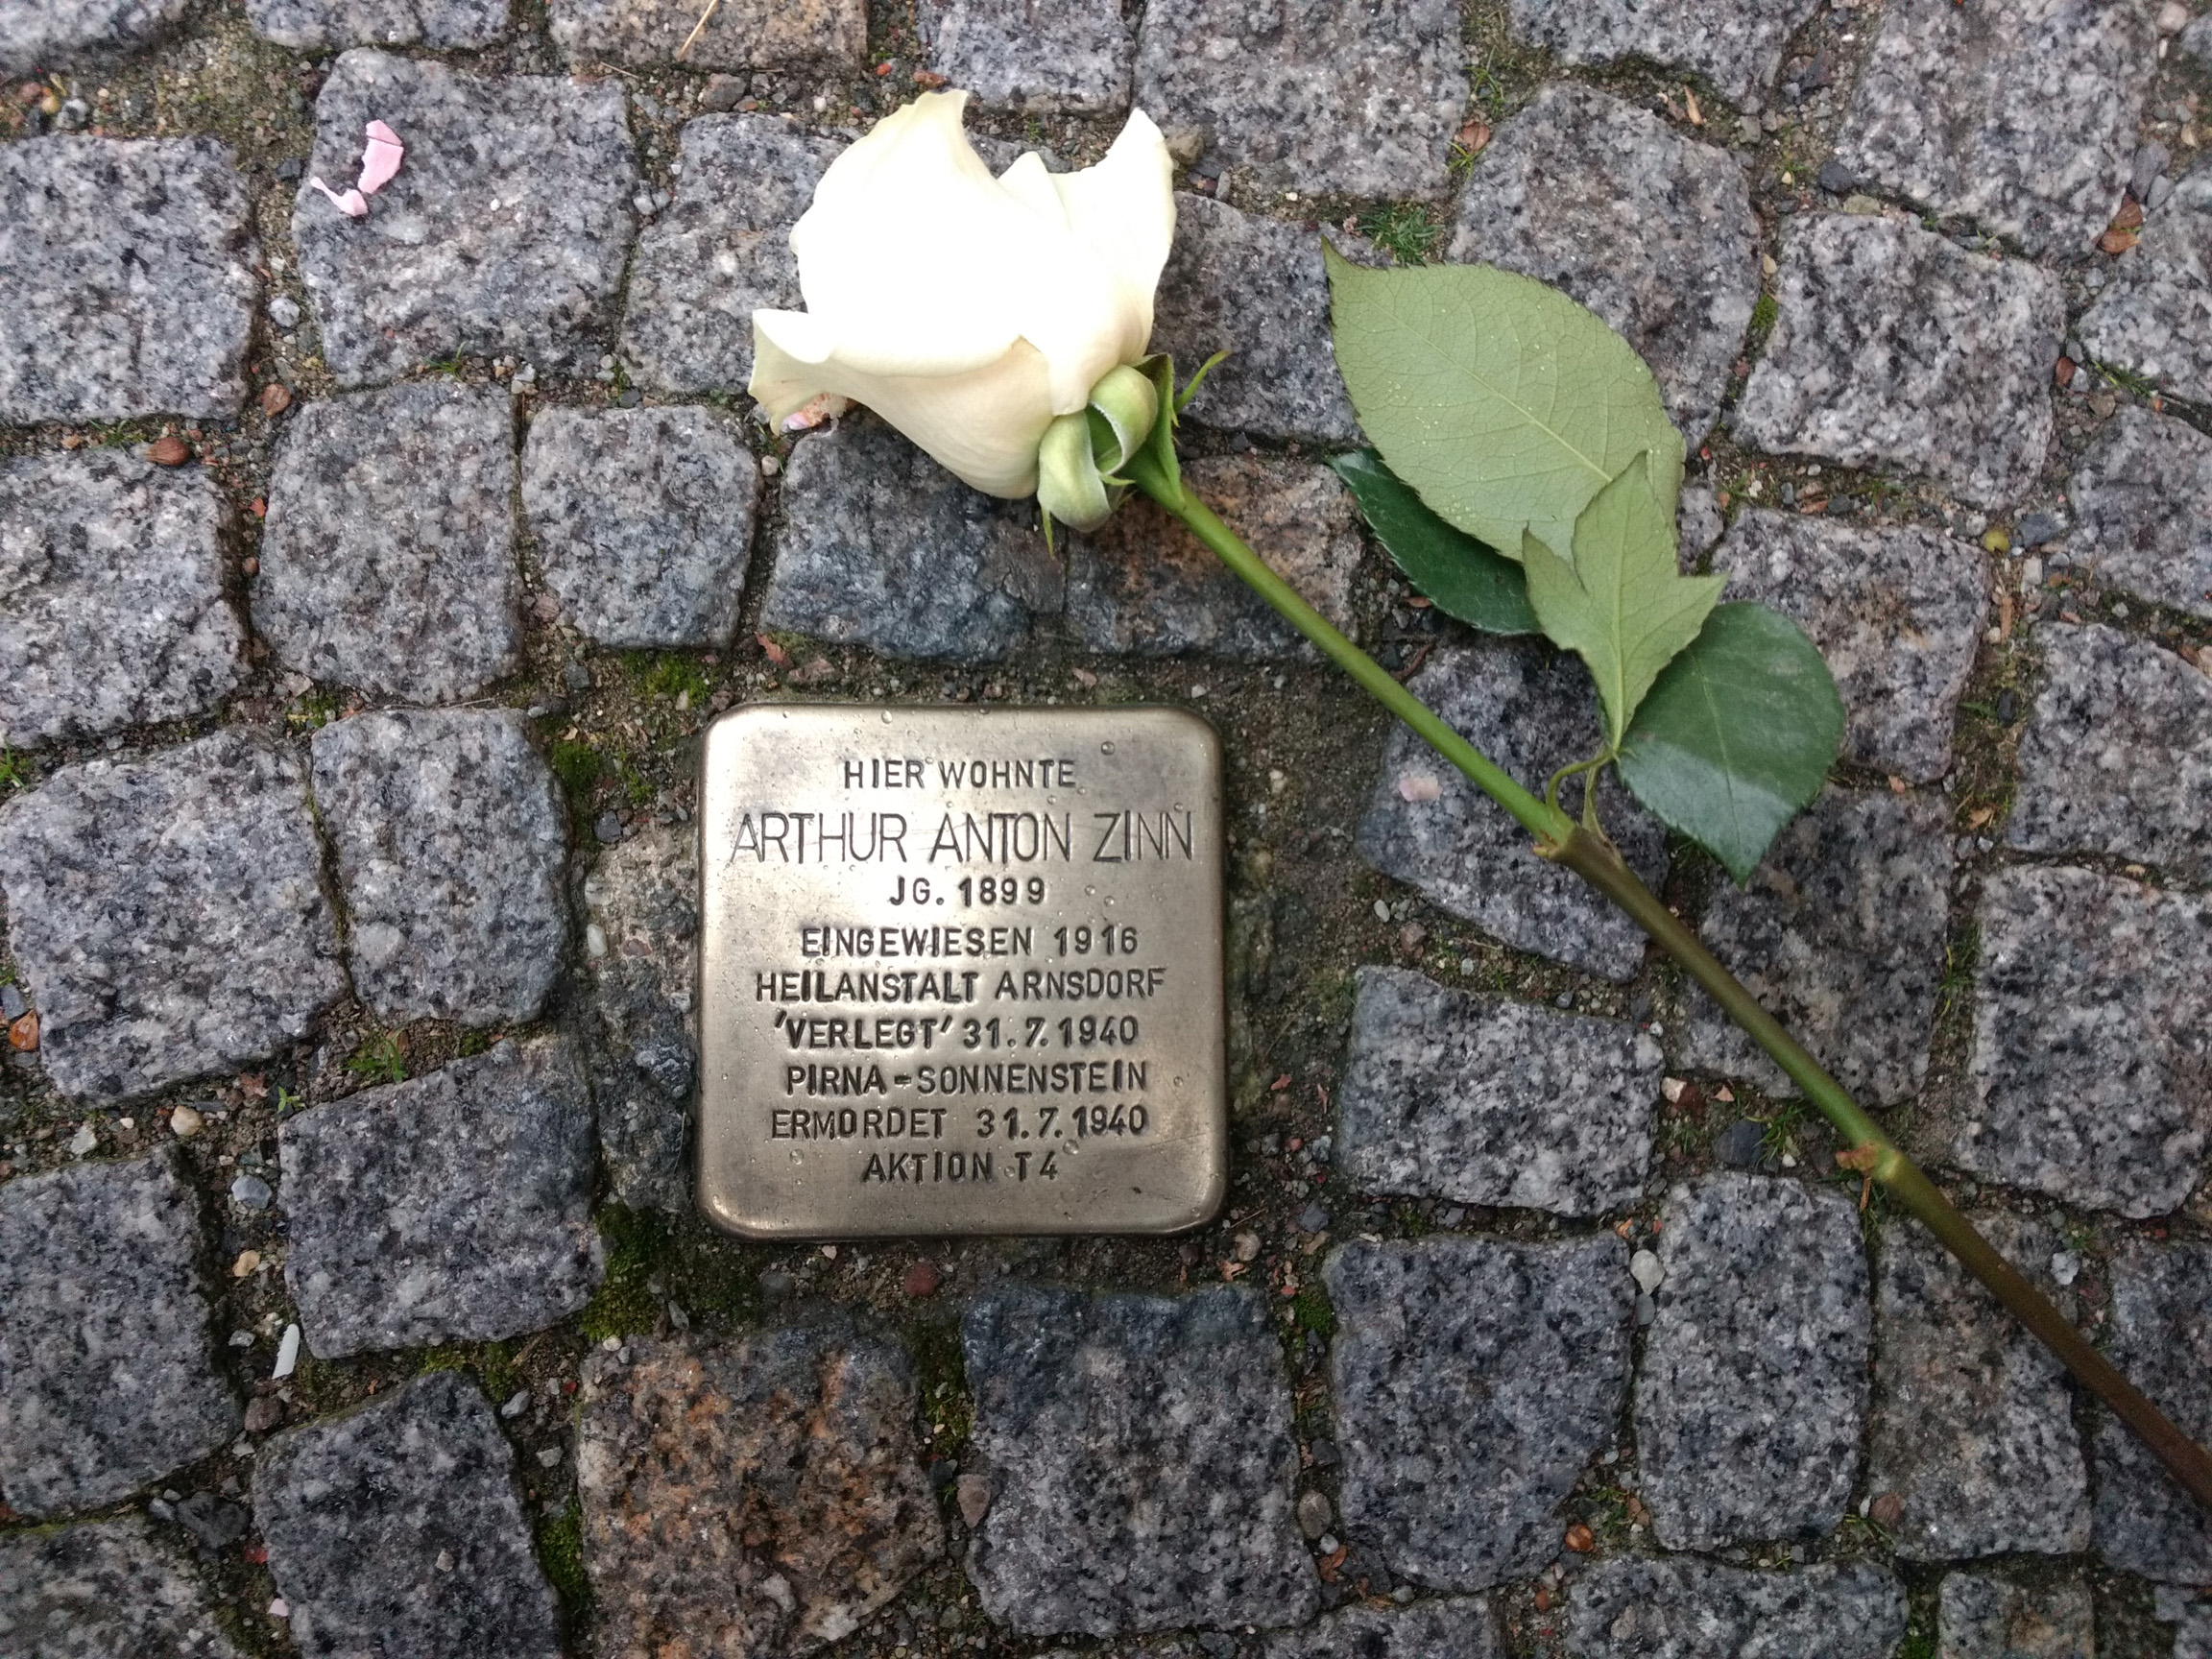 HIER WOHNTE
ARTHUR ANTON ZINN
JG. 1899
EINGEWIESEN 1916
HEILANSTALT ARNSDORF
'VERLEGT' 31.7.1940
PIRNA-SONNENSTEIN
ERMORDET 31.7.1940
AKTION T4